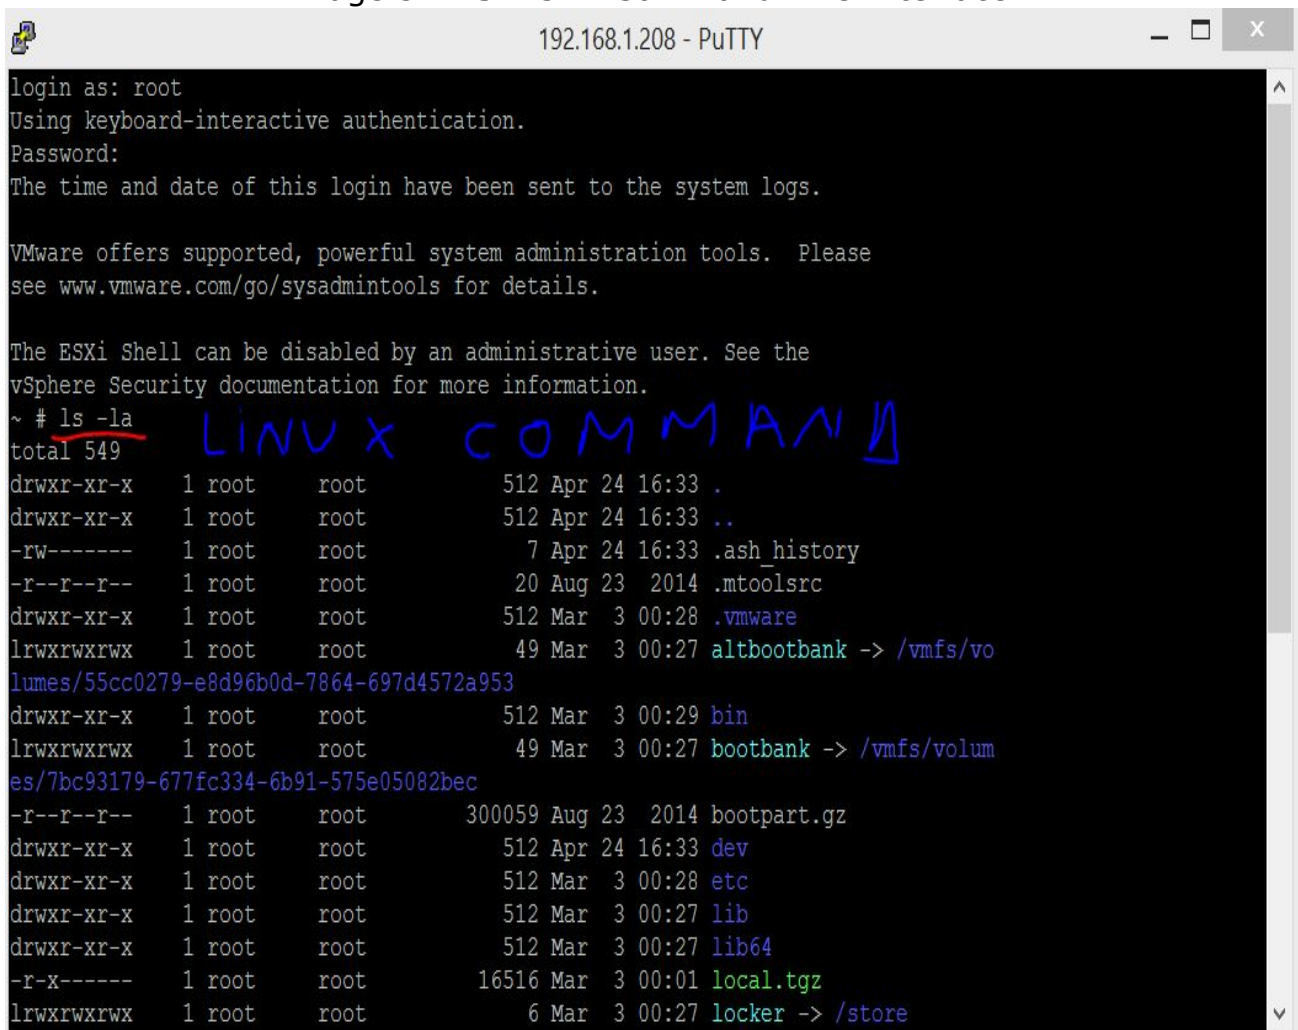 192.168.1.208 - PuTTY
login as: root
Using keyboard-interactive authentication.
Password:
The time and date of this login have been sent to the system logs.
VMware offers supported, powerful system administration tools.  Please
see www.vmware.com/go/sysadmintools for details.
The ESXi Shell can be disabled by an administrative user. See the
vSphere Security documentation for more information.
~ # ls -la
LINUX COMMAND
total 549
drwxr-xr-x    1 root     root           512 Apr 24 16:33 .
drwxr-xr-x    1 root     root           512 Apr 24 16:33 ..
-rw-------    1 root     root             7 Apr 24 16:33 .ash_history
-r--r--r--    1 root     root            20 Aug 23  2014 .mtoolsrc
drwxr-xr-x    1 root     root           512 Mar  3 00:28 .vmware
lrwxrwxrwx    1 root     root            49 Mar  3 00:27 altbootbank -> /vmfs/vo
lumes/55cc0279-e8d96b0d-7864-697d4572a953
drwxr-xr-x    1 root     root           512 Mar  3 00:29 bin
lrwxrwxrwx    1 root     root            49 Mar  3 00:27 bootbank -> /vmfs/volum
es/7bc93179-677fc334-6b91-575e05082bec
-r--r--r--    1 root     root        300059 Aug 23  2014 bootpart.gz
drwxr-xr-x    1 root     root           512 Apr 24 16:33 dev
drwxr-xr-x    1 root     root           512 Mar  3 00:28 etc
drwxr-xr-x    1 root     root           512 Mar  3 00:27 lib
drwxr-xr-x    1 root     root           512 Mar  3 00:27 lib64
-r-x------    1 root     root         16516 Mar  3 00:01 local.tgz
lrwxrwxrwx    1 root     root             6 Mar  3 00:27 locker -> /store